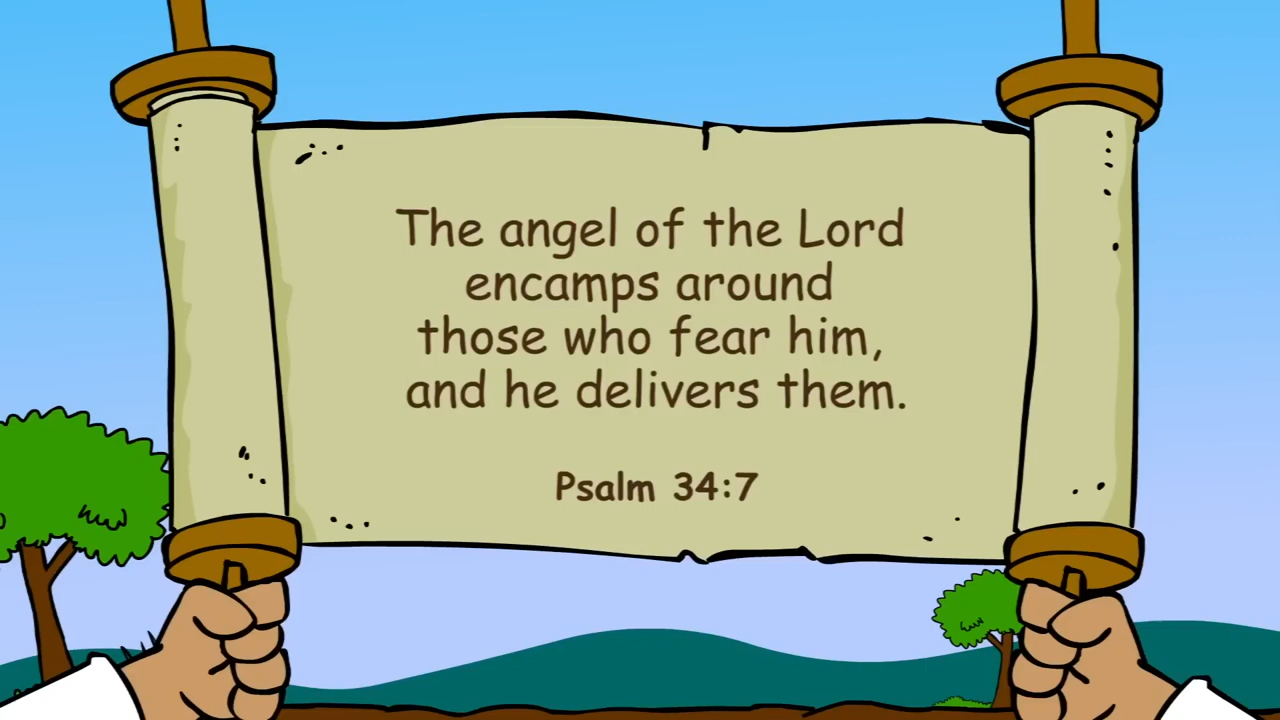 The angel of the Lord
encamps around
those who fear him,
and he delivers them.
Psalm 34:7